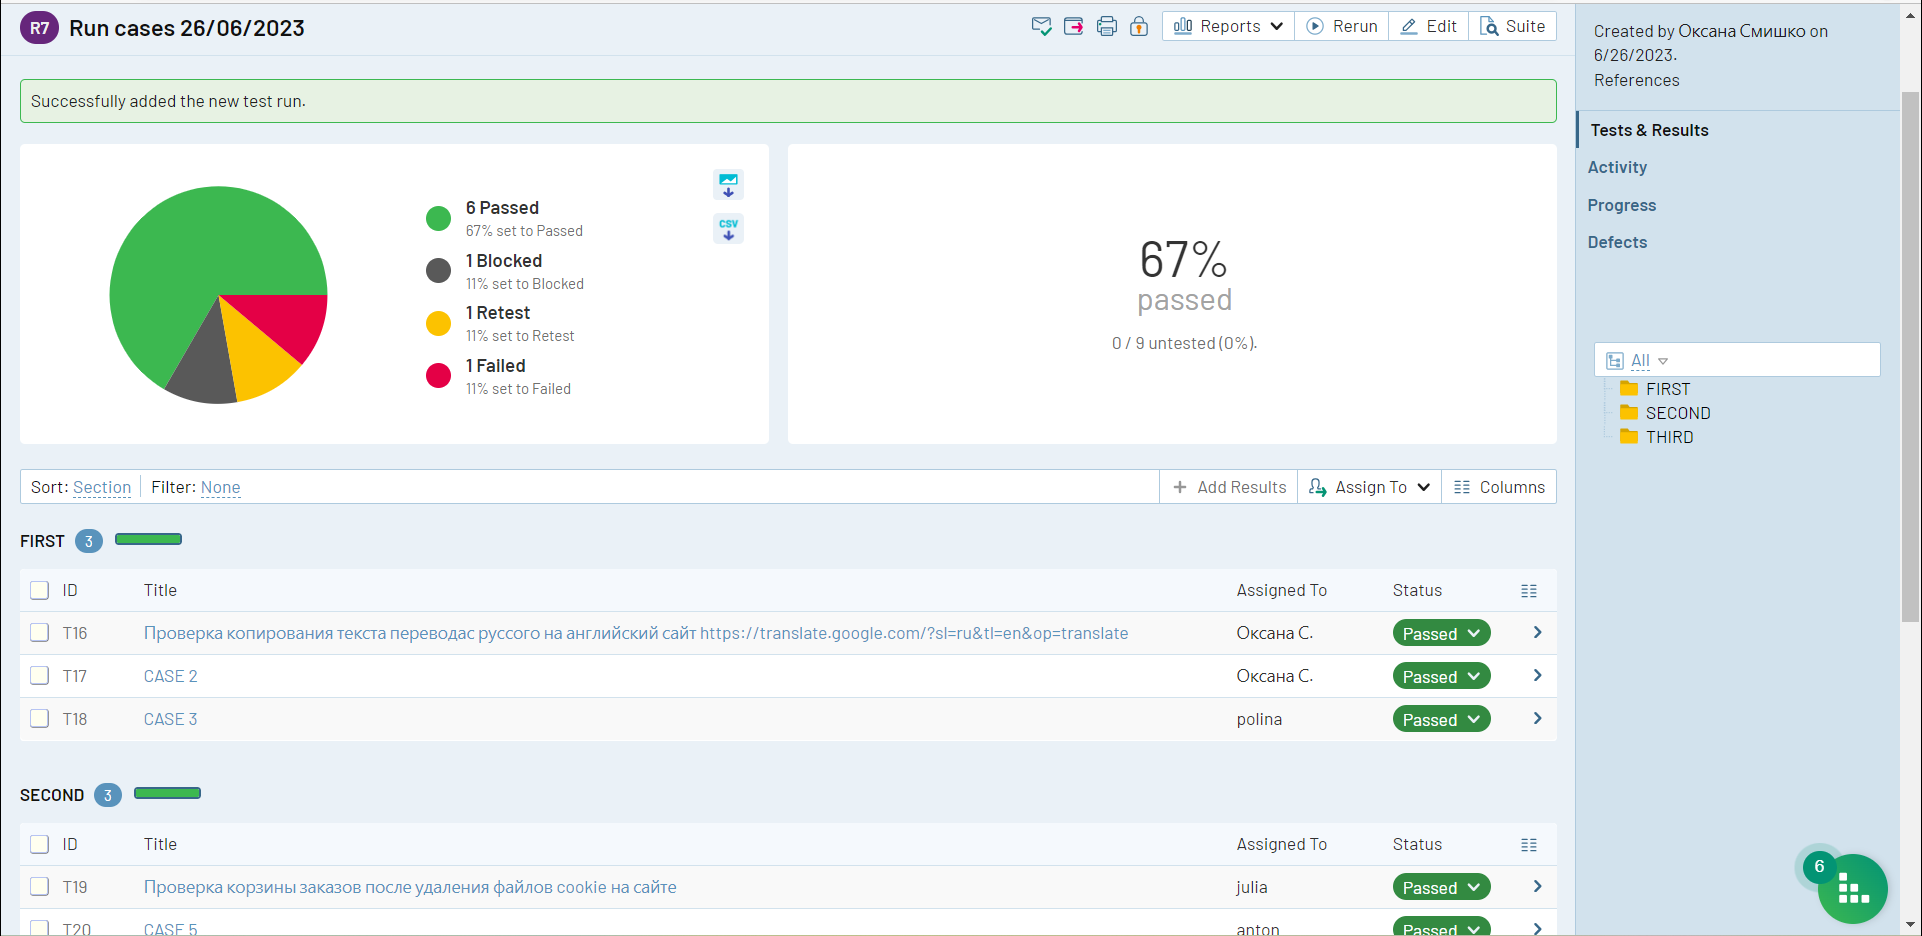 R7 Run cases 26/06/2023
Reports Rerun Edit Suite
Successfully added the new test run.
6 Passed
67% set to Passed
1 Blocked
11% set to Blocked
1 Retest
11% set to Retest
1 Failed
11% set to Failed
CSV
67%
passed
0 / 9 untested (0%).
Sort: Section Filter: None
+ Add Results Assign To Columns
FIRST 3
ID Title Assigned To Status
T16 Проверка копирования текста переводас руссого на английский сайт https://translate.google.com/?sl=ru&tl=en&op=translate Оксана С. Passed
T17 CASE 2 Оксана С. Passed
T18 CASE 3 polina Passed
SECOND 3
ID Title Assigned To Status
T19 Проверка корзины заказов после удаления файлов cookie на сайте julia Passed
T20 CASE 5 anton Passed
Created by Оксана Смишко on
6/26/2023.
References
Tests & Results
Activity
Progress
Defects
All
FIRST
SECOND
THIRD
6